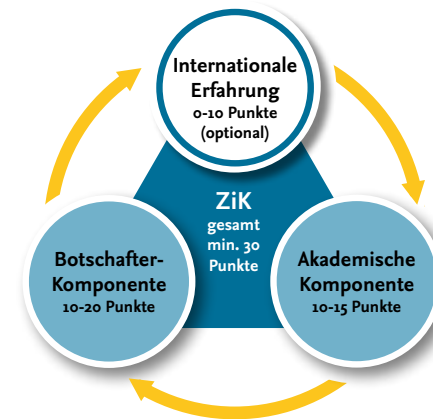 Internationale
Erfahrung
0-10 Punkte
(optional)
ZiK
gesamt
min. 30
Punkte
Botschafter-
Komponente
10-20 Punkte
Akademische
Komponente
10-15 Punkte